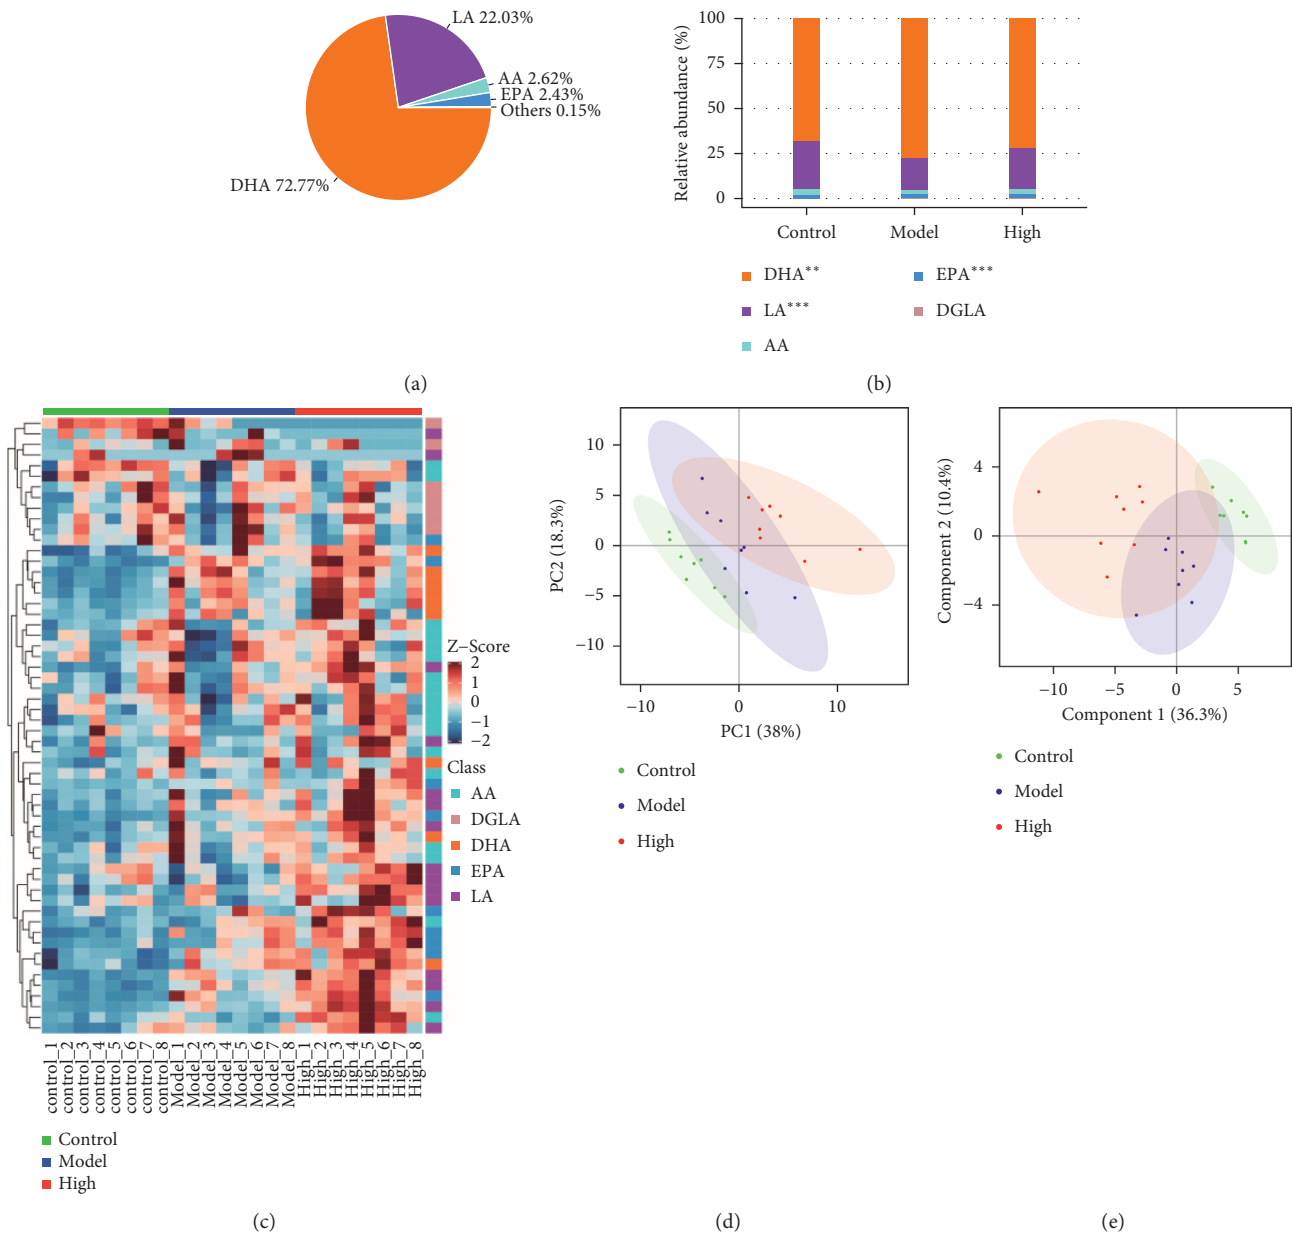 LA 22.03%
AA 2.62%
EPA 2.43%
Others 0.15%
DHA 72.77%
(a)
Relative abundance (%)
100
75
50
25
0
Control Model High
DHA** EPA***
LA*** DGLA
AA
(b)
Z−Score
2
1
0
−1
−2
Class
AA
DGLA
DHA
EPA
LA
control_1
control_2
control_3
control_4
control_5
control_6
control_7
control_8
Model_1
Model_2
Model_3
Model_4
Model_5
Model_6
Model_7
Model_8
High_1
High_2
High_3
High_4
High_5
High_6
High_7
High_8
Control
Model
High
(c)
PC2 (18.3%)
10
5
0
−5
−10
−10 0 10
PC1 (38%)
Control
Model
High
(d)
Component 2 (10.4%)
4
0
−4
−10 −5 0 5
Component 1 (36.3%)
Control
Model
High
(e)